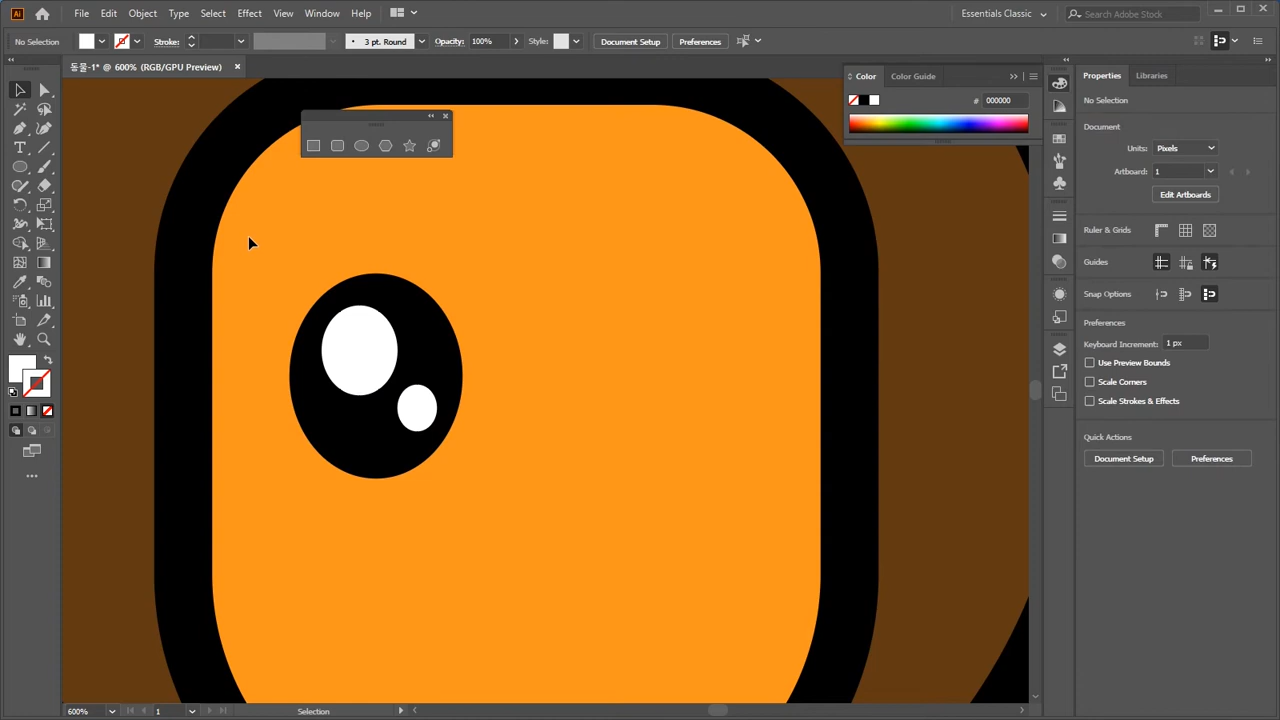 Ai File Edit Object Type Select Effect View Window Help Essentials Classic Search Adobe Stock
No Selection Stroke: 3 pt. Round Opacity: 100% Style: Document Setup Preferences
동물-1* @ 600% (RGB/GPU Preview) ×
Color Color Guide
# 000000
Properties Libraries
No Selection
Document
Units: Pixels
Artboard: 1
Edit Artboards
Ruler & Grids
Guides
Snap Options
Preferences
Keyboard Increment: 1 px
Use Preview Bounds
Scale Corners
Scale Strokes & Effects
Quick Actions
Document Setup Preferences
600% 1 Selection